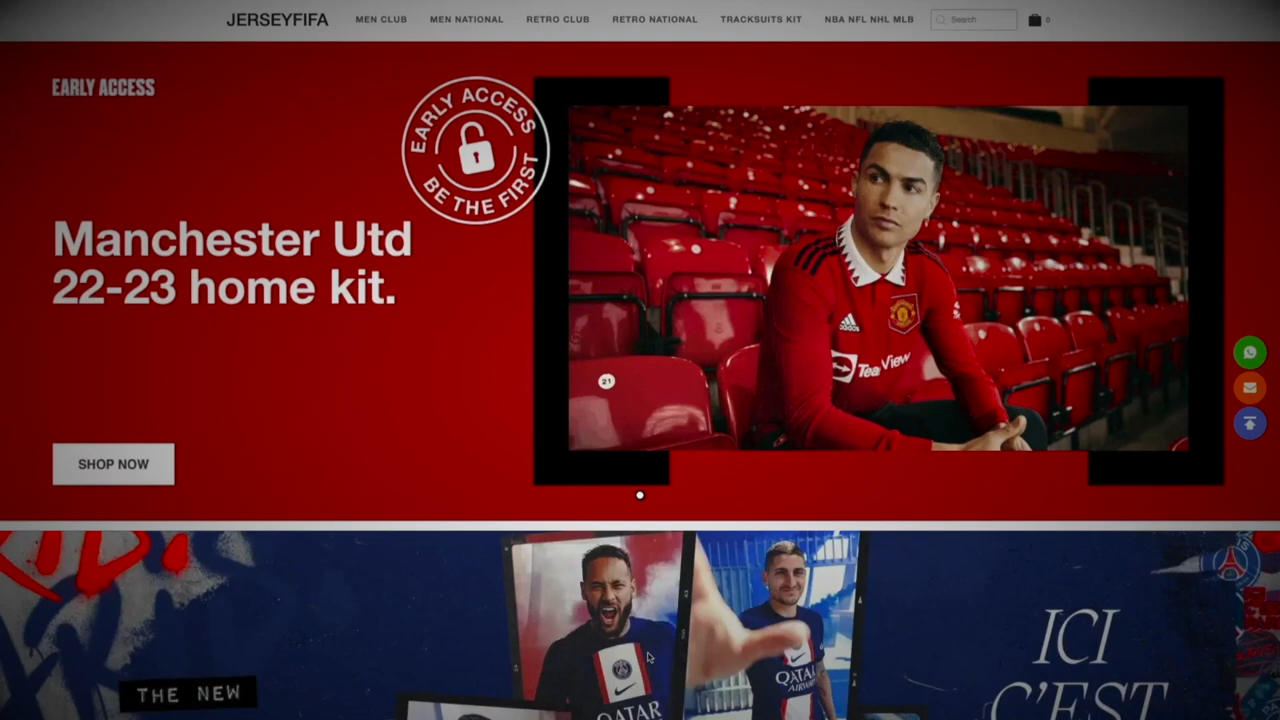 JERSEYFIFA
MEN CLUB
MEN NATIONAL
RETRO CLUB
RETRO NATIONAL
TRACKSUITS KIT
NBA NFL NHL MLB
Search
0
EARLY ACCESS
EARLY ACCESS
BE THE FIRST
Manchester Utd
22-23 home kit.
adidas
TeamViewer
21
SHOP NOW
THE NEW
QATAR
QATAR
AIRWAYS
ICI
C'EST